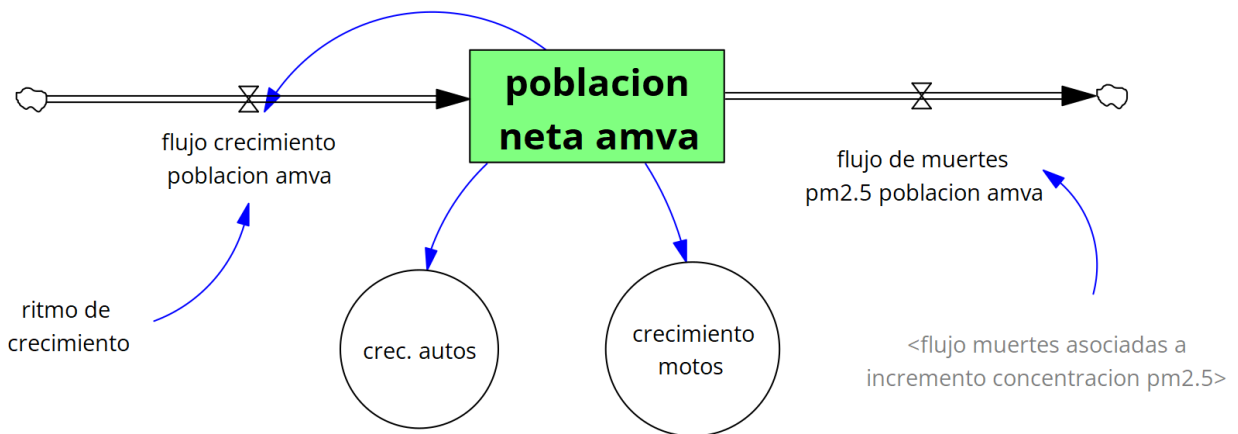 poblacion
neta amva
flujo crecimiento
poblacion amva
flujo de muertes
pm2.5 poblacion amva
ritmo de
crecimiento
crec. autos
crecimiento
motos
<flujo muertes asociadas a
incremento concentracion pm2.5>